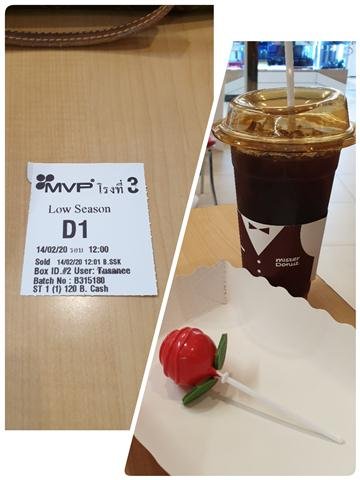 MVP โรงที่ 3
Low Season
D1
14/02/20 รอบ 12:00
Sold 14/02/20 12:01 B.SSK
Box ID.#2 User: Tusanee
Batch No : B315180
ST 1 (1) 120 B. Cash
mister
Donut